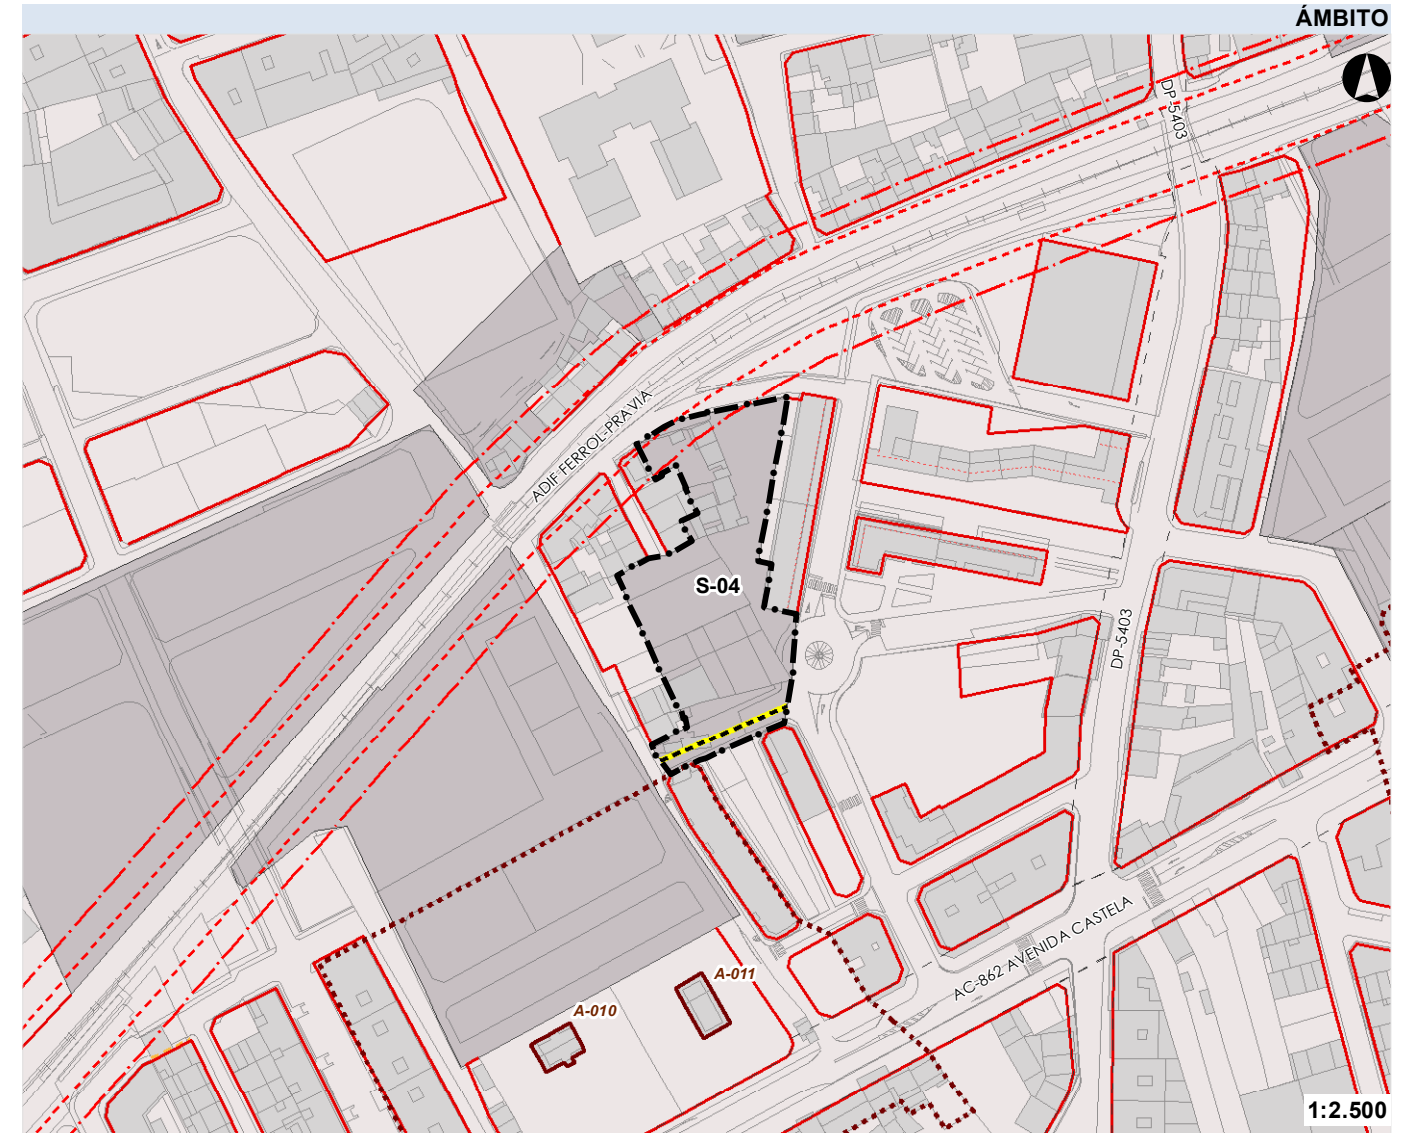 ÁMBITO
DP-5403
ADIF FERROL-PRAVIA
S-04
DP-5403
AC-862 AVENIDA CASTELA
A-011
A-010
1:2.500